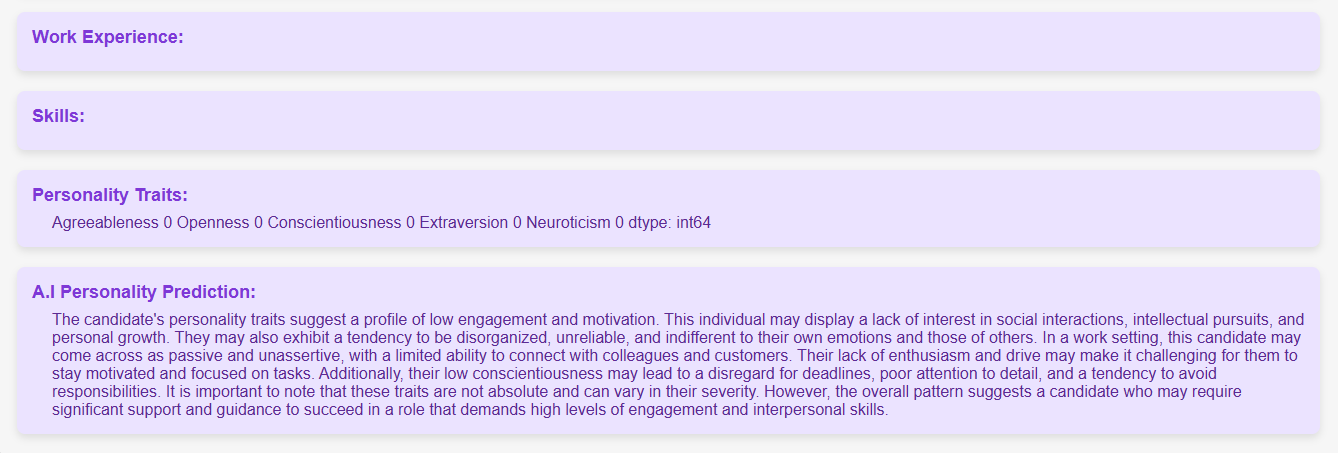 Work Experience:
Skills:
Personality Traits:
Agreeableness 0 Openness 0 Conscientiousness 0 Extraversion 0 Neuroticism 0 dtype: int64
A.I Personality Prediction:
The candidate's personality traits suggest a profile of low engagement and motivation. This individual may display a lack of interest in social interactions, intellectual pursuits, and
personal growth. They may also exhibit a tendency to be disorganized, unreliable, and indifferent to their own emotions and those of others. In a work setting, this candidate may
come across as passive and unassertive, with a limited ability to connect with colleagues and customers. Their lack of enthusiasm and drive may make it challenging for them to
stay motivated and focused on tasks. Additionally, their low conscientiousness may lead to a disregard for deadlines, poor attention to detail, and a tendency to avoid
responsibilities. It is important to note that these traits are not absolute and can vary in their severity. However, the overall pattern suggests a candidate who may require
significant support and guidance to succeed in a role that demands high levels of engagement and interpersonal skills.